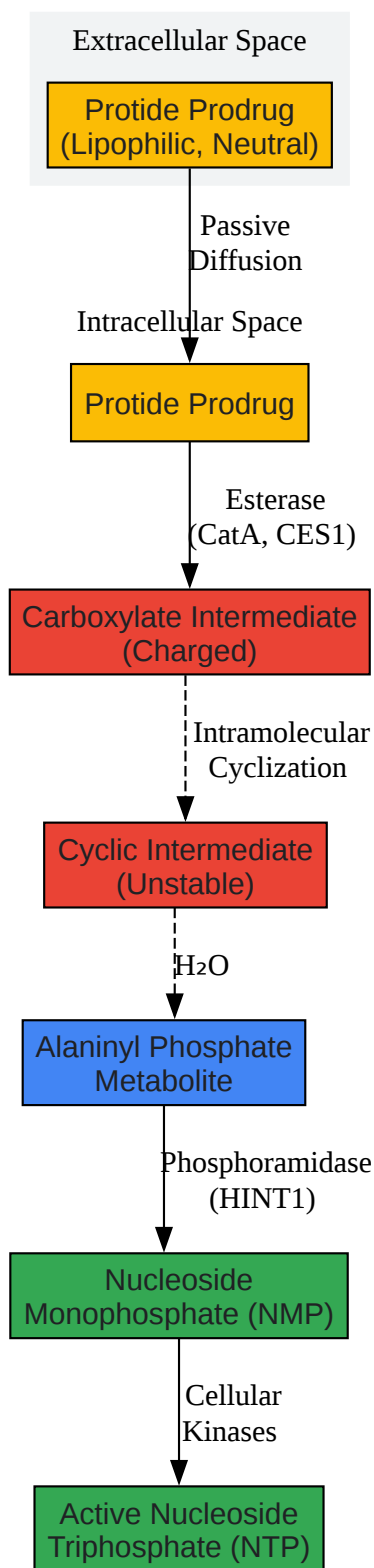 Extracellular Space
Protide Prodrug
(Lipophilic, Neutral)
Passive
Diffusion
Intracellular Space
Protide Prodrug
Esterase
(CatA, CES1)
Carboxylate Intermediate
(Charged)
Intramolecular
Cyclization
Cyclic Intermediate
(Unstable)
H₂O
Alaninyl Phosphate
Metabolite
Phosphoramidase
(HINT1)
Nucleoside
Monophosphate (NMP)
Cellular
Kinases
Active Nucleoside
Triphosphate (NTP)